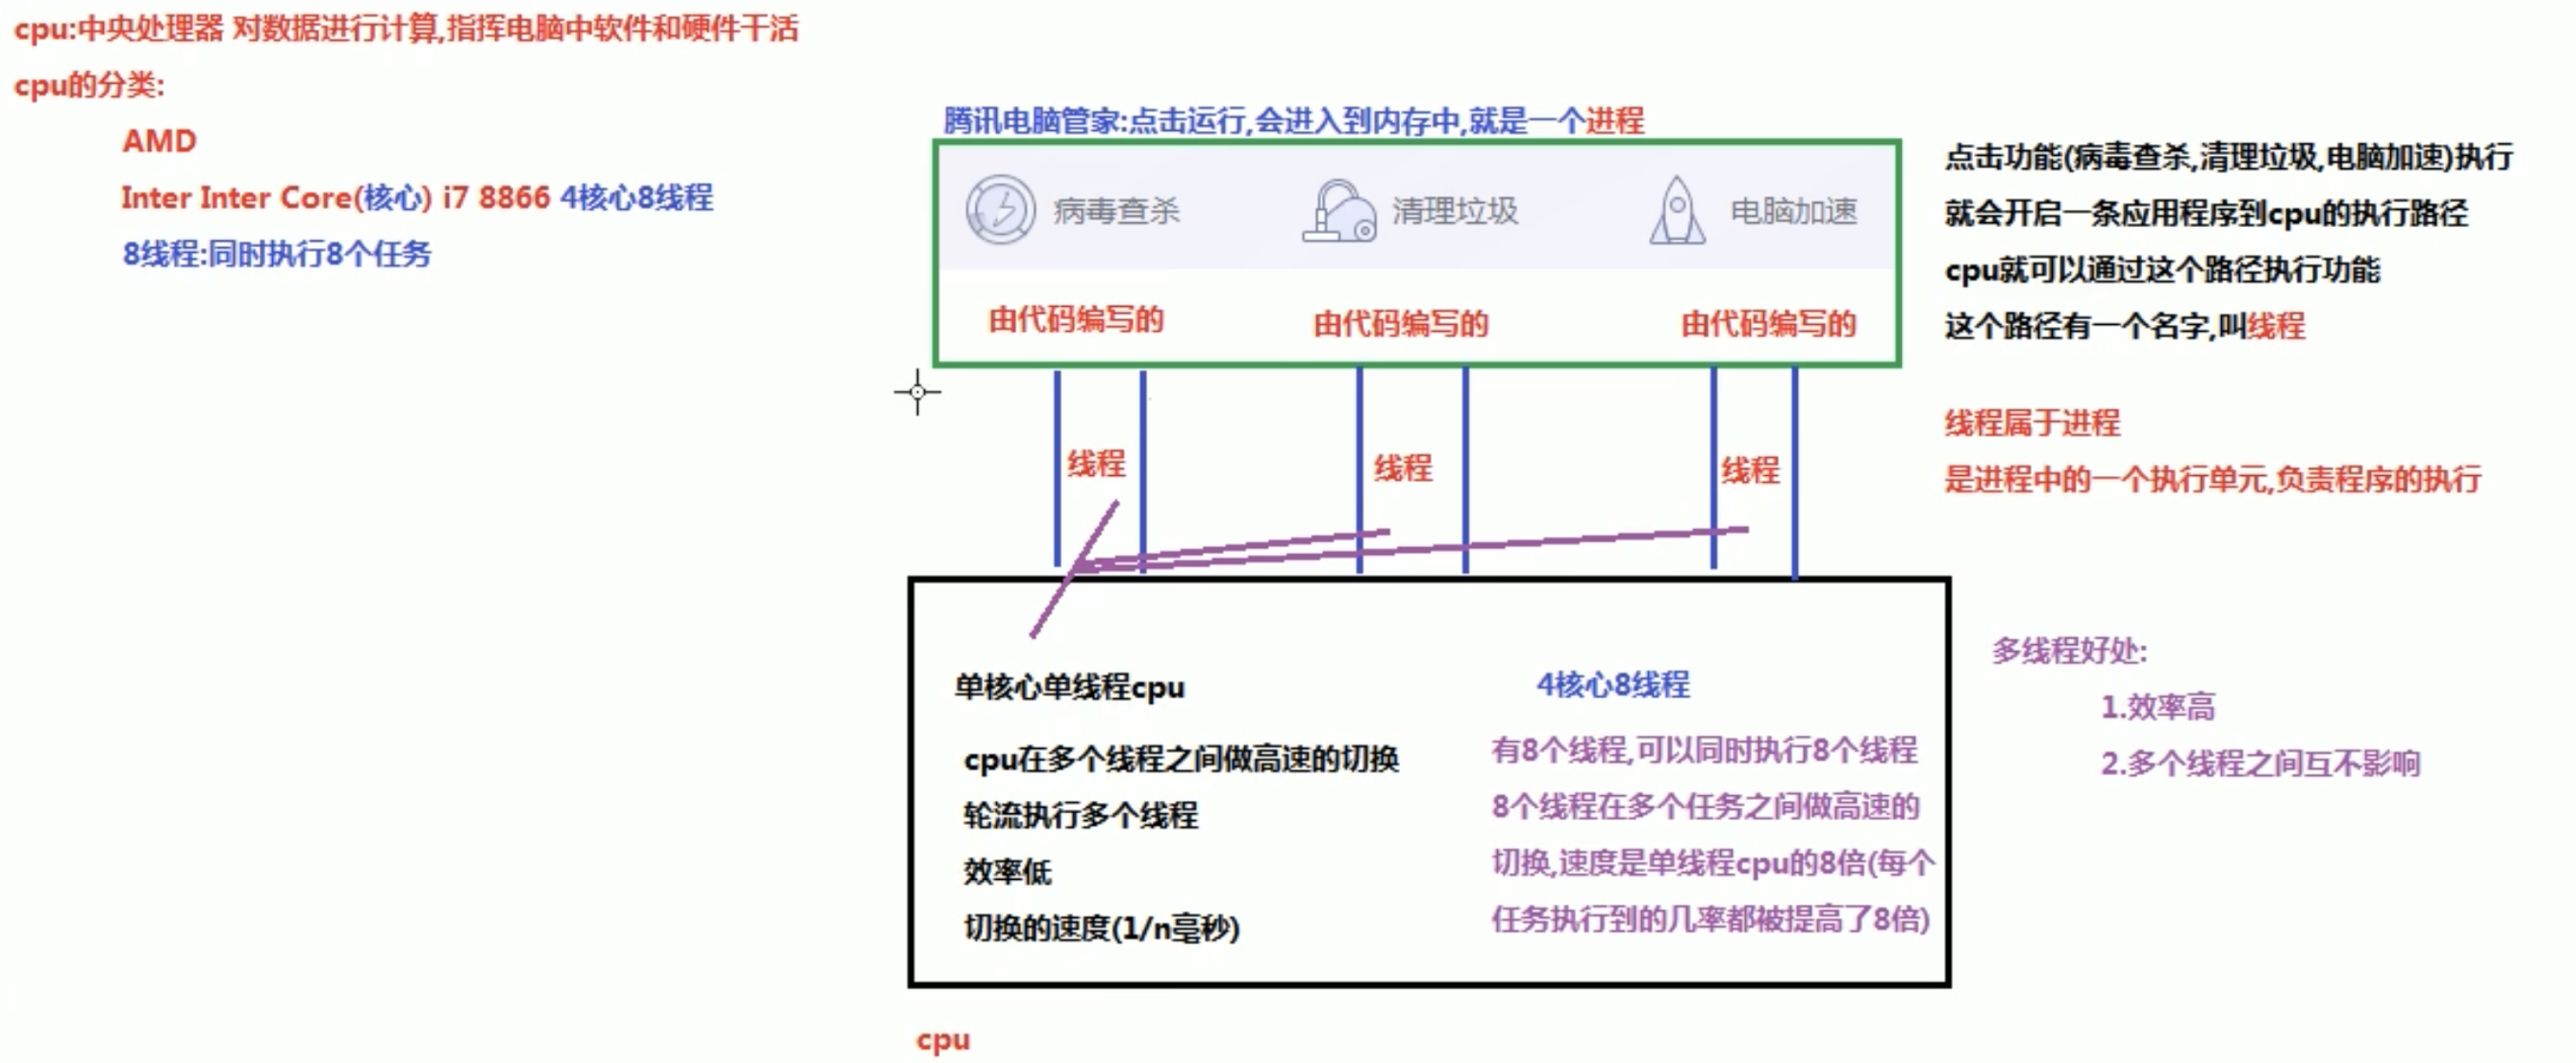 cpu:中央处理器 对数据进行计算,指挥电脑中软件和硬件干活
cpu的分类:
AMD
Inter Inter Core(核心) i7 8866 4核心8线程
8线程:同时执行8个任务
腾讯电脑管家:点击运行,会进入到内存中,就是一个进程
病毒查杀
清理垃圾
电脑加速
由代码编写的
由代码编写的
由代码编写的
点击功能(病毒查杀,清理垃圾,电脑加速)执行
就会开启一条应用程序到cpu的执行路径
cpu就可以通过这个路径执行功能
这个路径有一个名字,叫线程
线程属于进程
是进程中的一个执行单元,负责程序的执行
线程
线程
线程
单核心单线程cpu
cpu在多个线程之间做高速的切换
轮流执行多个线程
效率低
切换的速度(1/n毫秒)
4核心8线程
有8个线程,可以同时执行8个线程
8个线程在多个任务之间做高速的
切换,速度是单线程cpu的8倍(每个
任务执行到的几率都被提高了8倍)
多线程好处:
1.效率高
2.多个线程之间互不影响
cpu